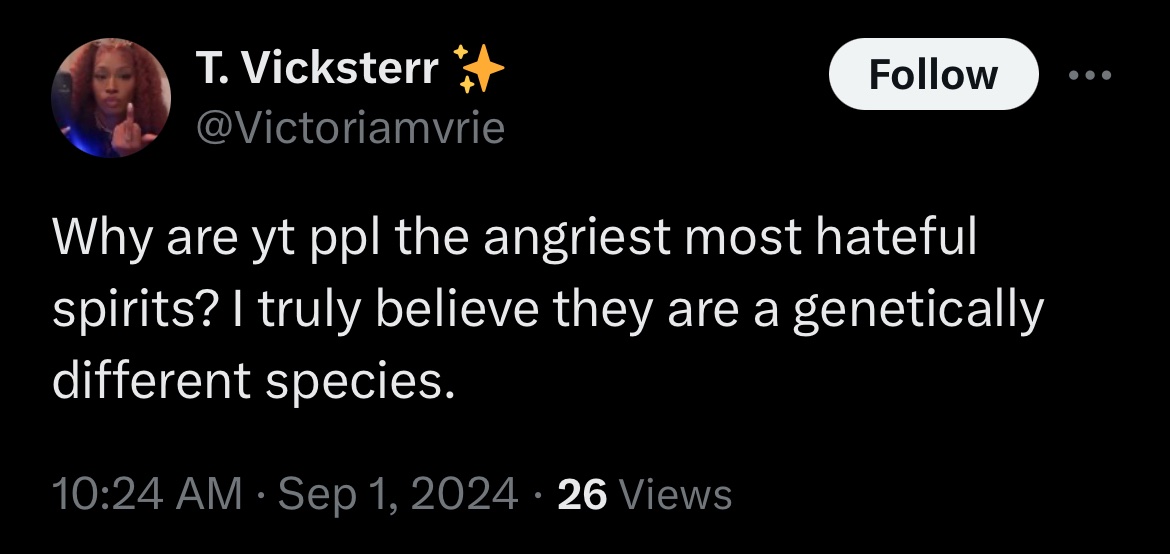 T. Vicksterr ✨
Follow
@Victoriamvrie
Why are yt ppl the angriest most hateful
spirits? I truly believe they are a genetically
different species.
10:24 AM · Sep 1, 2024 · 26 Views